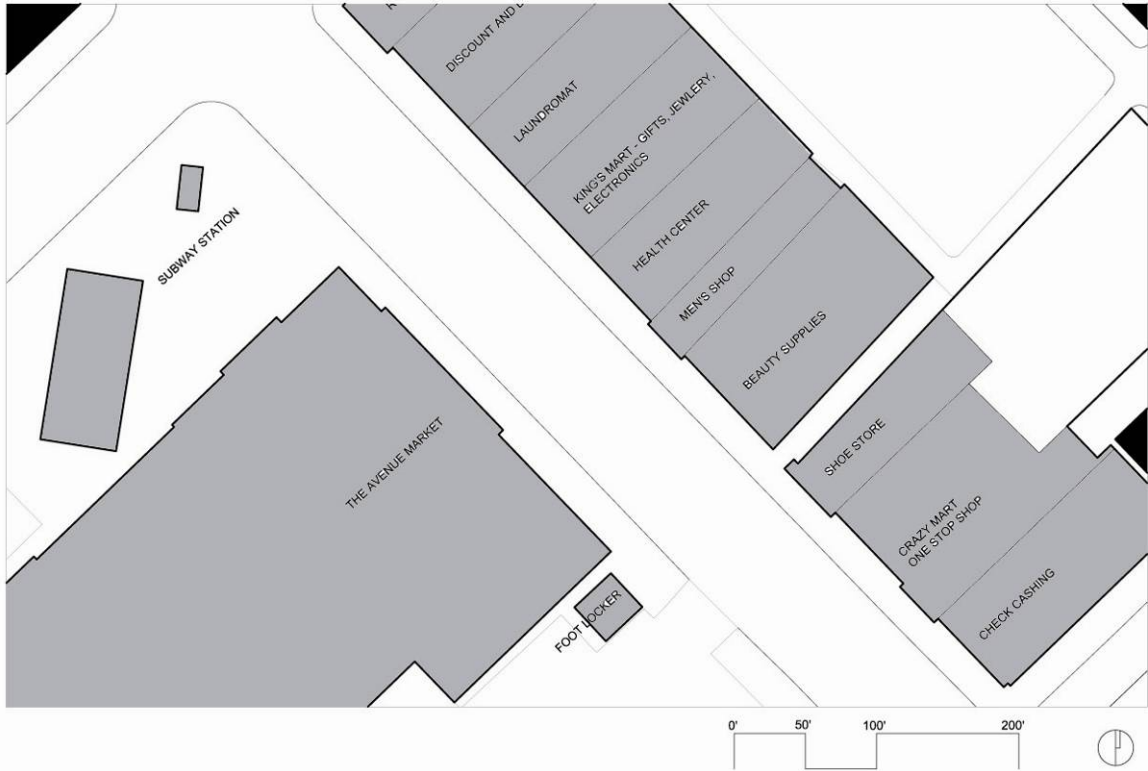 DISCOUNT AND
LAUNDROMAT
KING'S MART - GIFTS, JEWLERY,
ELECTRONICS
HEALTH CENTER
MEN'S SHOP
BEAUTY SUPPLIES
SUBWAY STATION
THE AVENUE MARKET
FOOT LOCKER
SHOE STORE
CRAZY MART
ONE STOP SHOP
CHECK CASHING
0' 50' 100' 200'